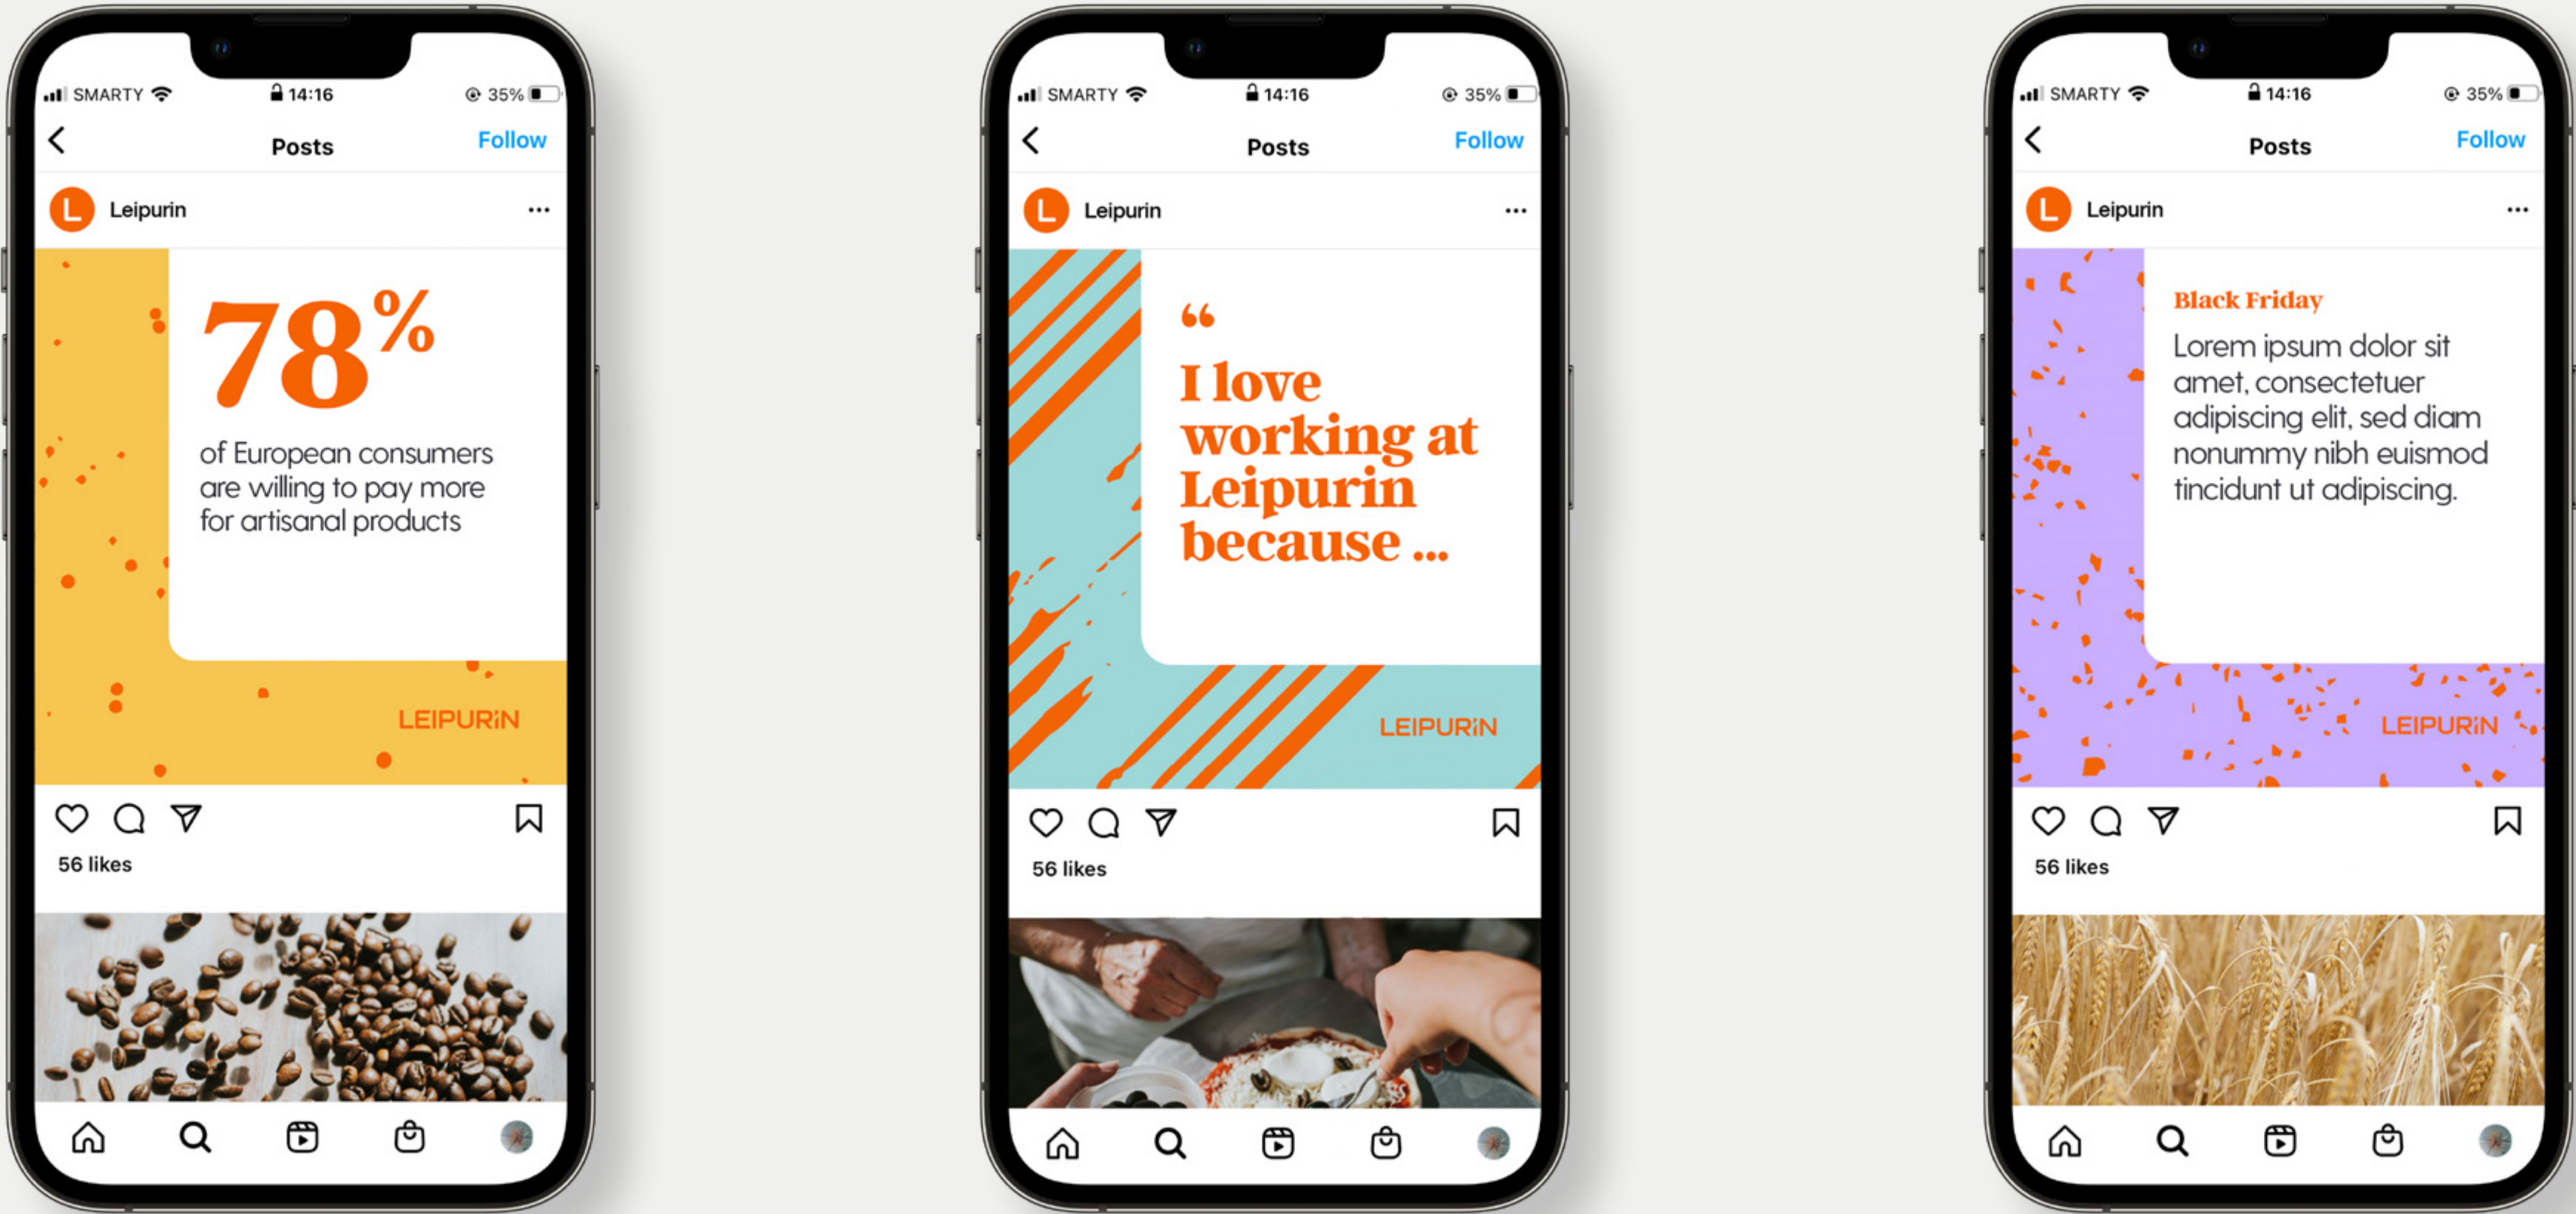 SMARTY 14:16 35%
Posts Follow
L Leipurin
78%
of European consumers
are willing to pay more
for artisanal products
LEIPURiN
56 likes
SMARTY 14:16 35%
Posts Follow
L Leipurin
“
I love
working at
Leipurin
because ...
LEIPURiN
56 likes
SMARTY 14:16 35%
Posts Follow
L Leipurin
Black Friday
Lorem ipsum dolor sit
amet, consectetuer
adipiscing elit, sed diam
nonummy nibh euismod
tincidunt ut adipiscing.
LEIPURiN
56 likes